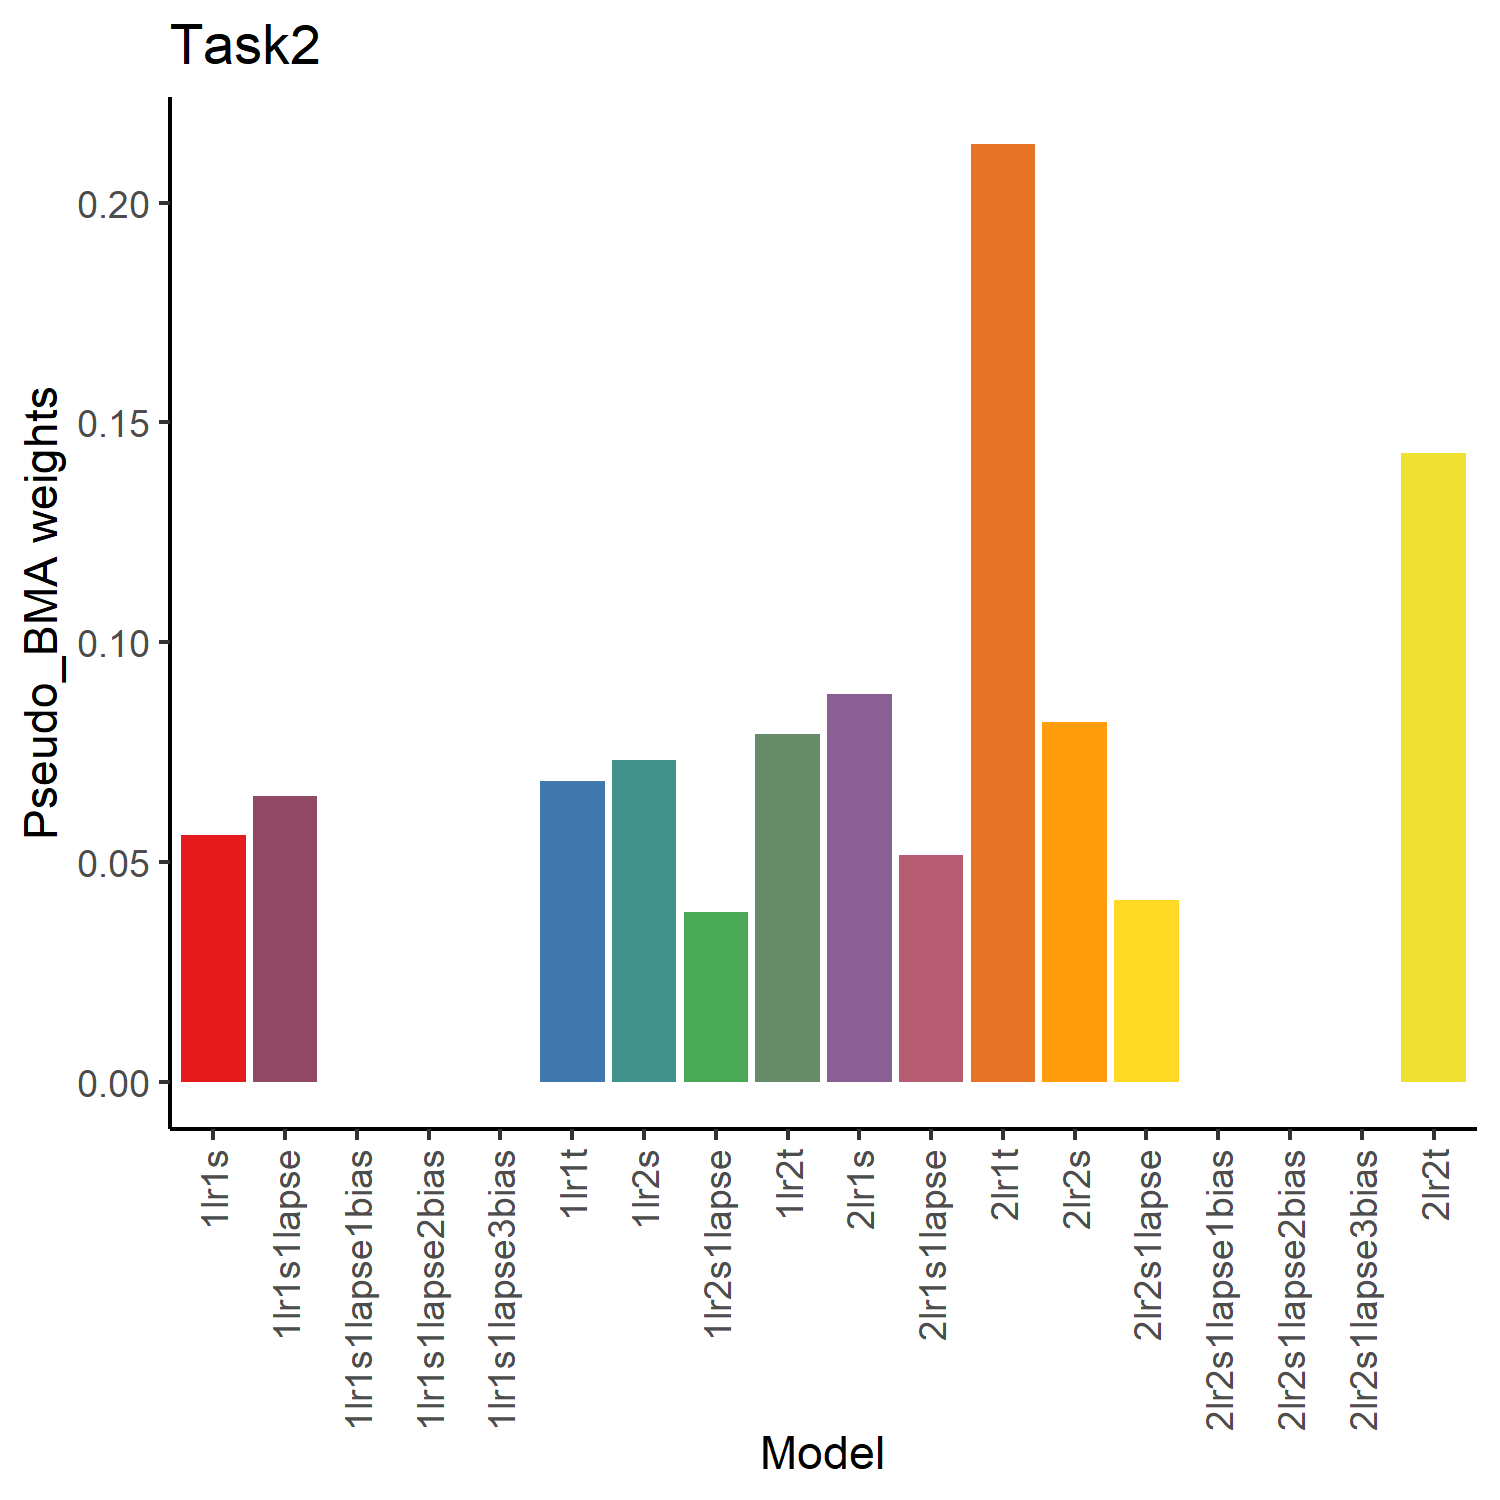 Task2
Pseudo_BMA weights
0.20
0.15
0.10
0.05
0.00
1lr1s
1lr1s1lapse
1lr1s1lapse1bias
1lr1s1lapse2bias
1lr1s1lapse3bias
1lr1t
1lr2s
1lr2s1lapse
1lr2t
2lr1s
2lr1s1lapse
2lr1t
2lr2s
2lr2s1lapse
2lr2s1lapse1bias
2lr2s1lapse2bias
2lr2s1lapse3bias
2lr2t
Model